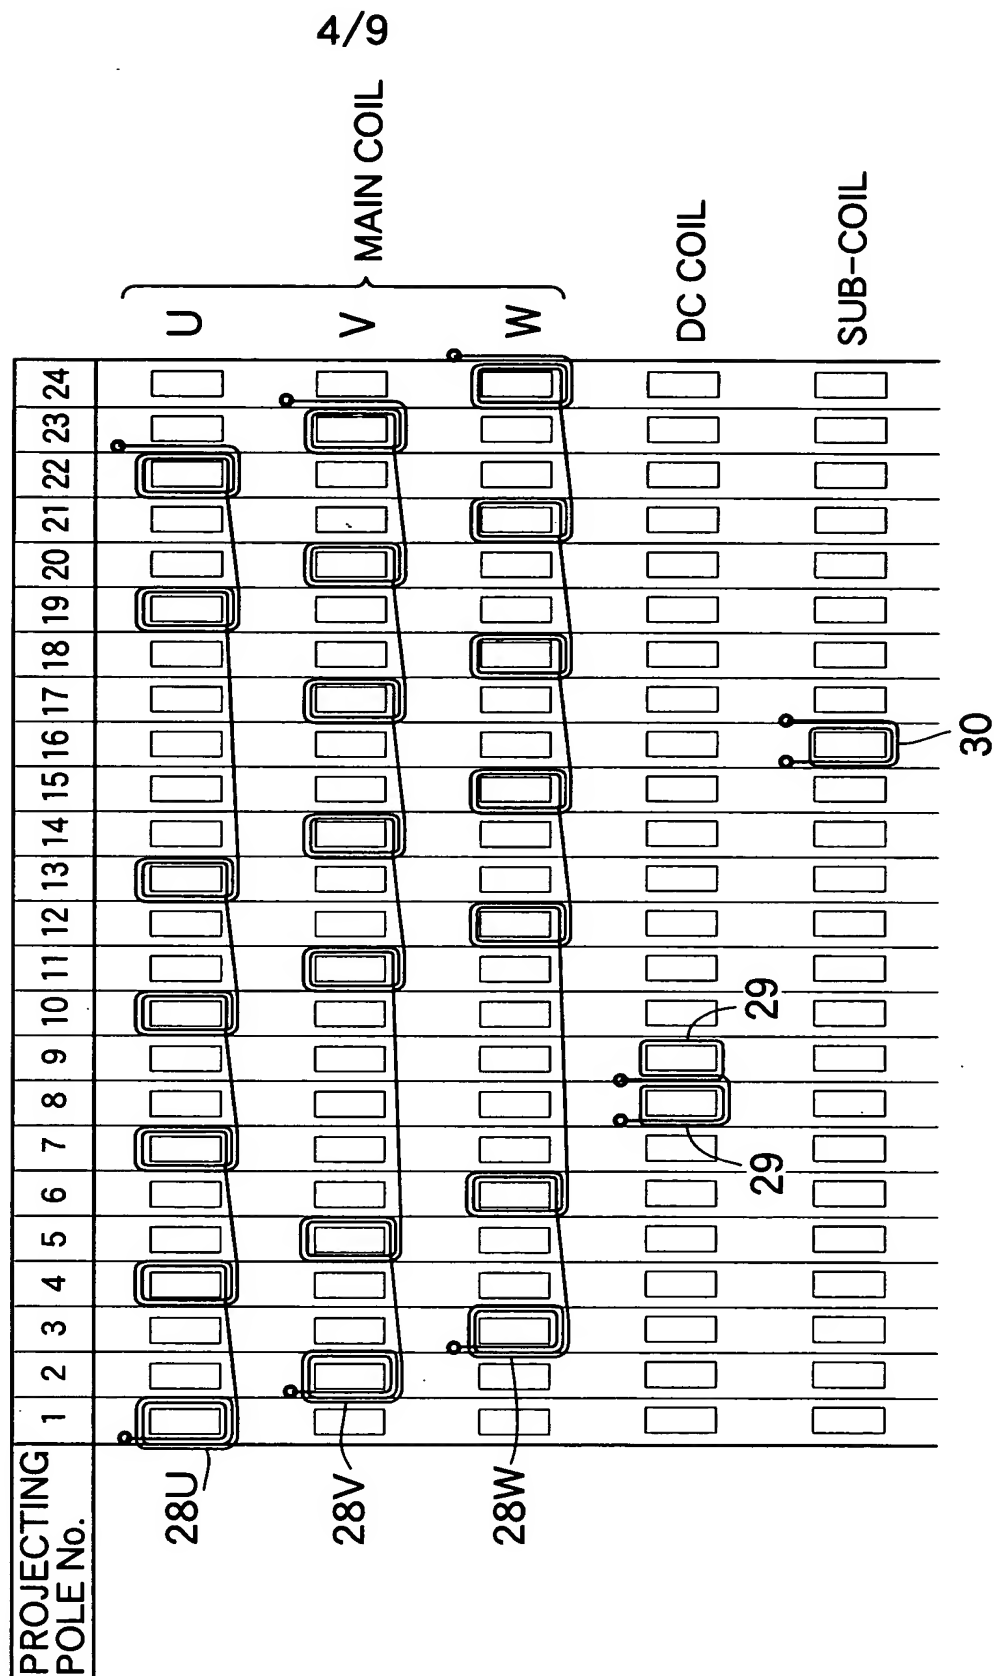 4/9
PROJECTING
POLE No.
1 2 3 4 5 6 7 8 9 10 11 12 13 14 15 16 17 18 19 20 21 22 23 24
28U
U
28V
V
MAIN COIL
28W
W
29
29
DC COIL
30
SUB-COIL